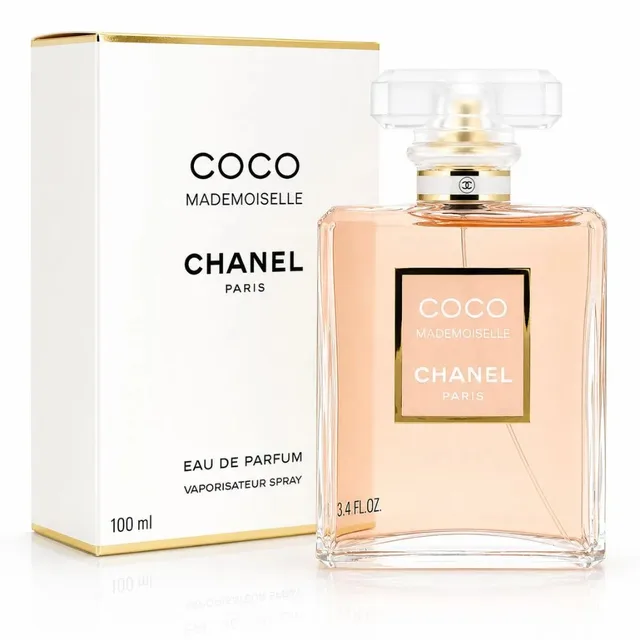 COCO
MADEMOISELLE
CHANEL
PARIS
EAU DE PARFUM
VAPORISATEUR SPRAY
100 ml
3.4 FL.OZ.
COCO
MADEMOISELLE
CHANEL
PARIS